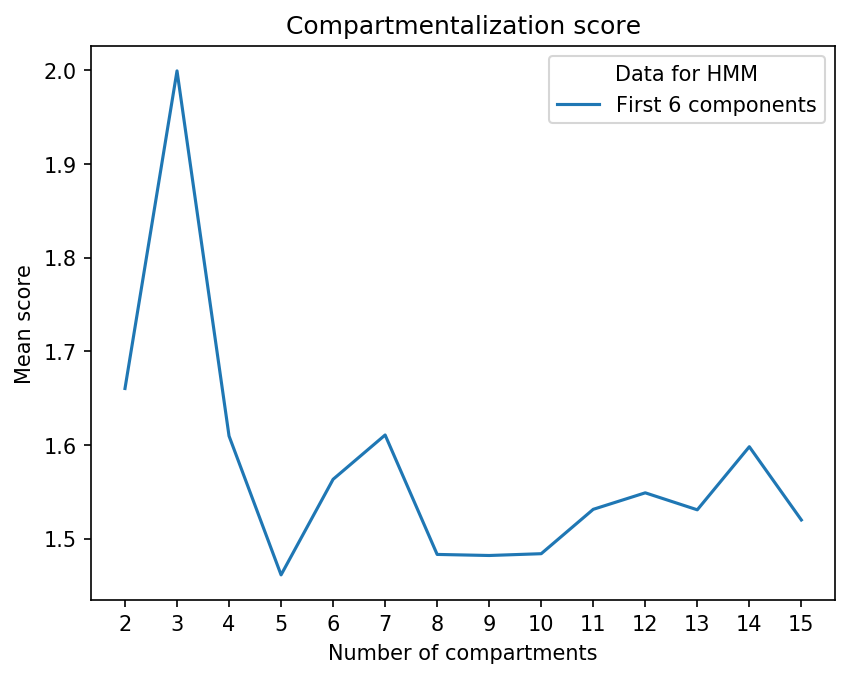 Compartmentalization score
Data for HMM
First 6 components
Mean score
2.0
1.9
1.8
1.7
1.6
1.5
2 3 4 5 6 7 8 9 10 11 12 13 14 15
Number of compartments